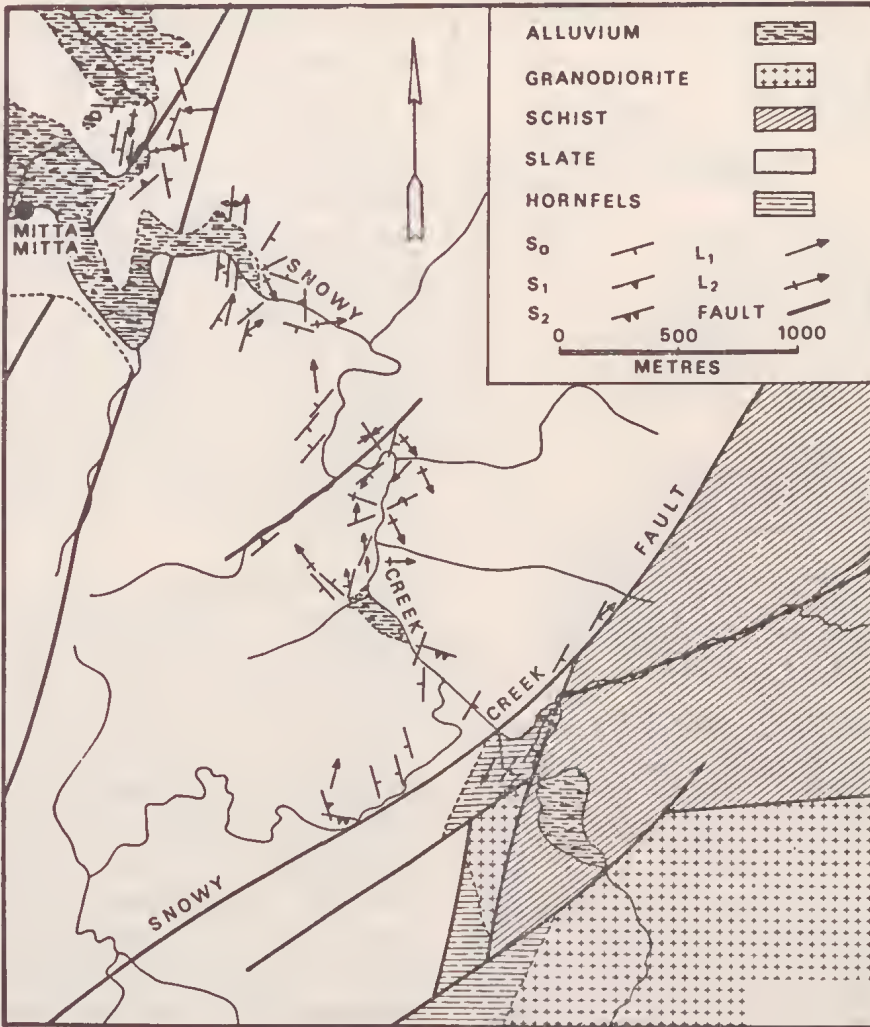 ALLUVIUM
GRANODIORITE
SCHIST
SLATE
HORNFELS
S₀ L₁
S₁ L₂
S₂ FAULT
0 500 1000
METRES
30
MITTA
MITTA
SNOWY
CREEK
FAULT
CREEK
SNOWY